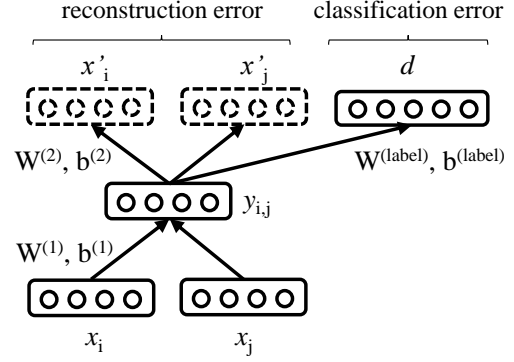 reconstruction error classification error
x'i x'j d
W(2), b(2) W(label), b(label)
yi,j
W(1), b(1)
xi xj